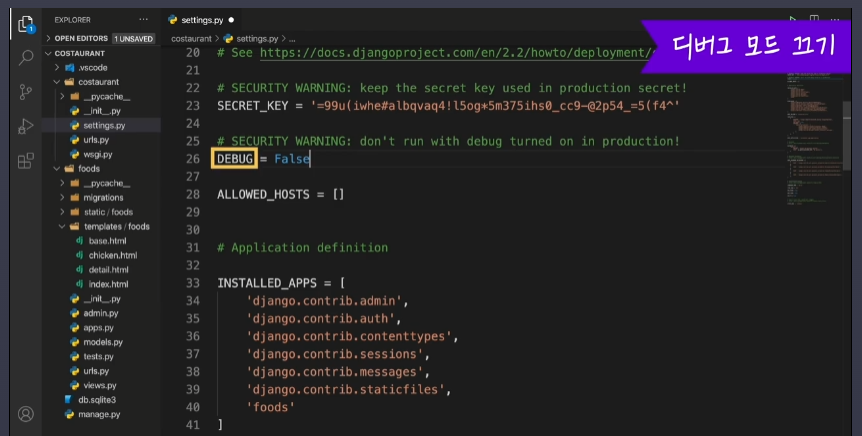 EXPLORER
OPEN EDITORS 1 UNSAVED
COSTAURANT
.vscode
costaurant
__pycache__
__init__.py
settings.py
urls.py
wsgi.py
foods
__pycache__
migrations
static / foods
templates / foods
base.html
chicken.html
detail.html
index.html
__init__.py
admin.py
apps.py
models.py
tests.py
urls.py
views.py
db.sqlite3
manage.py
settings.py
costaurant > settings.py > ...
디버그 모드 끄기
20 # See https://docs.djangoproject.com/en/2.2/howto/deployment/
21
22 # SECURITY WARNING: keep the secret key used in production secret!
23 SECRET_KEY = '=99u(iwhe#albqvaq4!l5og*5m375ihs0_cc9-@2p54_=5(f4^'
24
25 # SECURITY WARNING: don't run with debug turned on in production!
26 DEBUG = False
27
28 ALLOWED_HOSTS = []
29
30
31 # Application definition
32
33 INSTALLED_APPS = [
34 'django.contrib.admin',
35 'django.contrib.auth',
36 'django.contrib.contenttypes',
37 'django.contrib.sessions',
38 'django.contrib.messages',
39 'django.contrib.staticfiles',
40 'foods'
41 ]